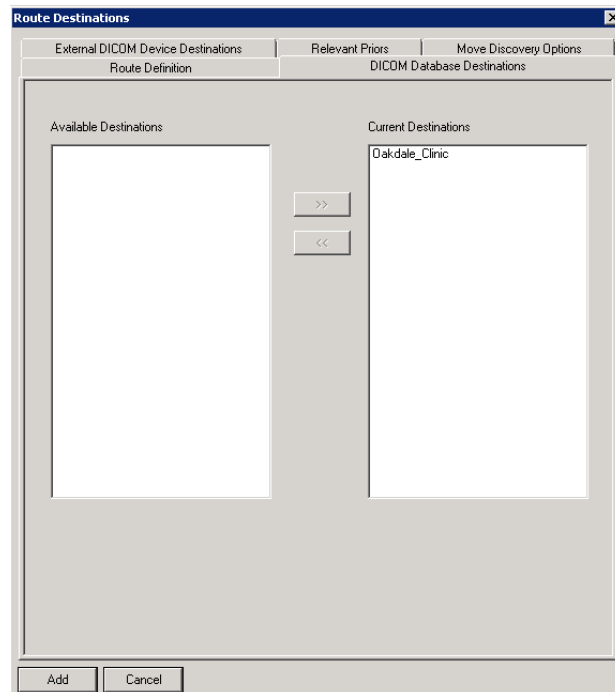 Route Destinations
External DICOM Device Destinations
Relevant Priors
Move Discovery Options
Route Definition
DICOM Database Destinations
Available Destinations
Current Destinations
Oakdale_Clinic
>>
<<
Add
Cancel